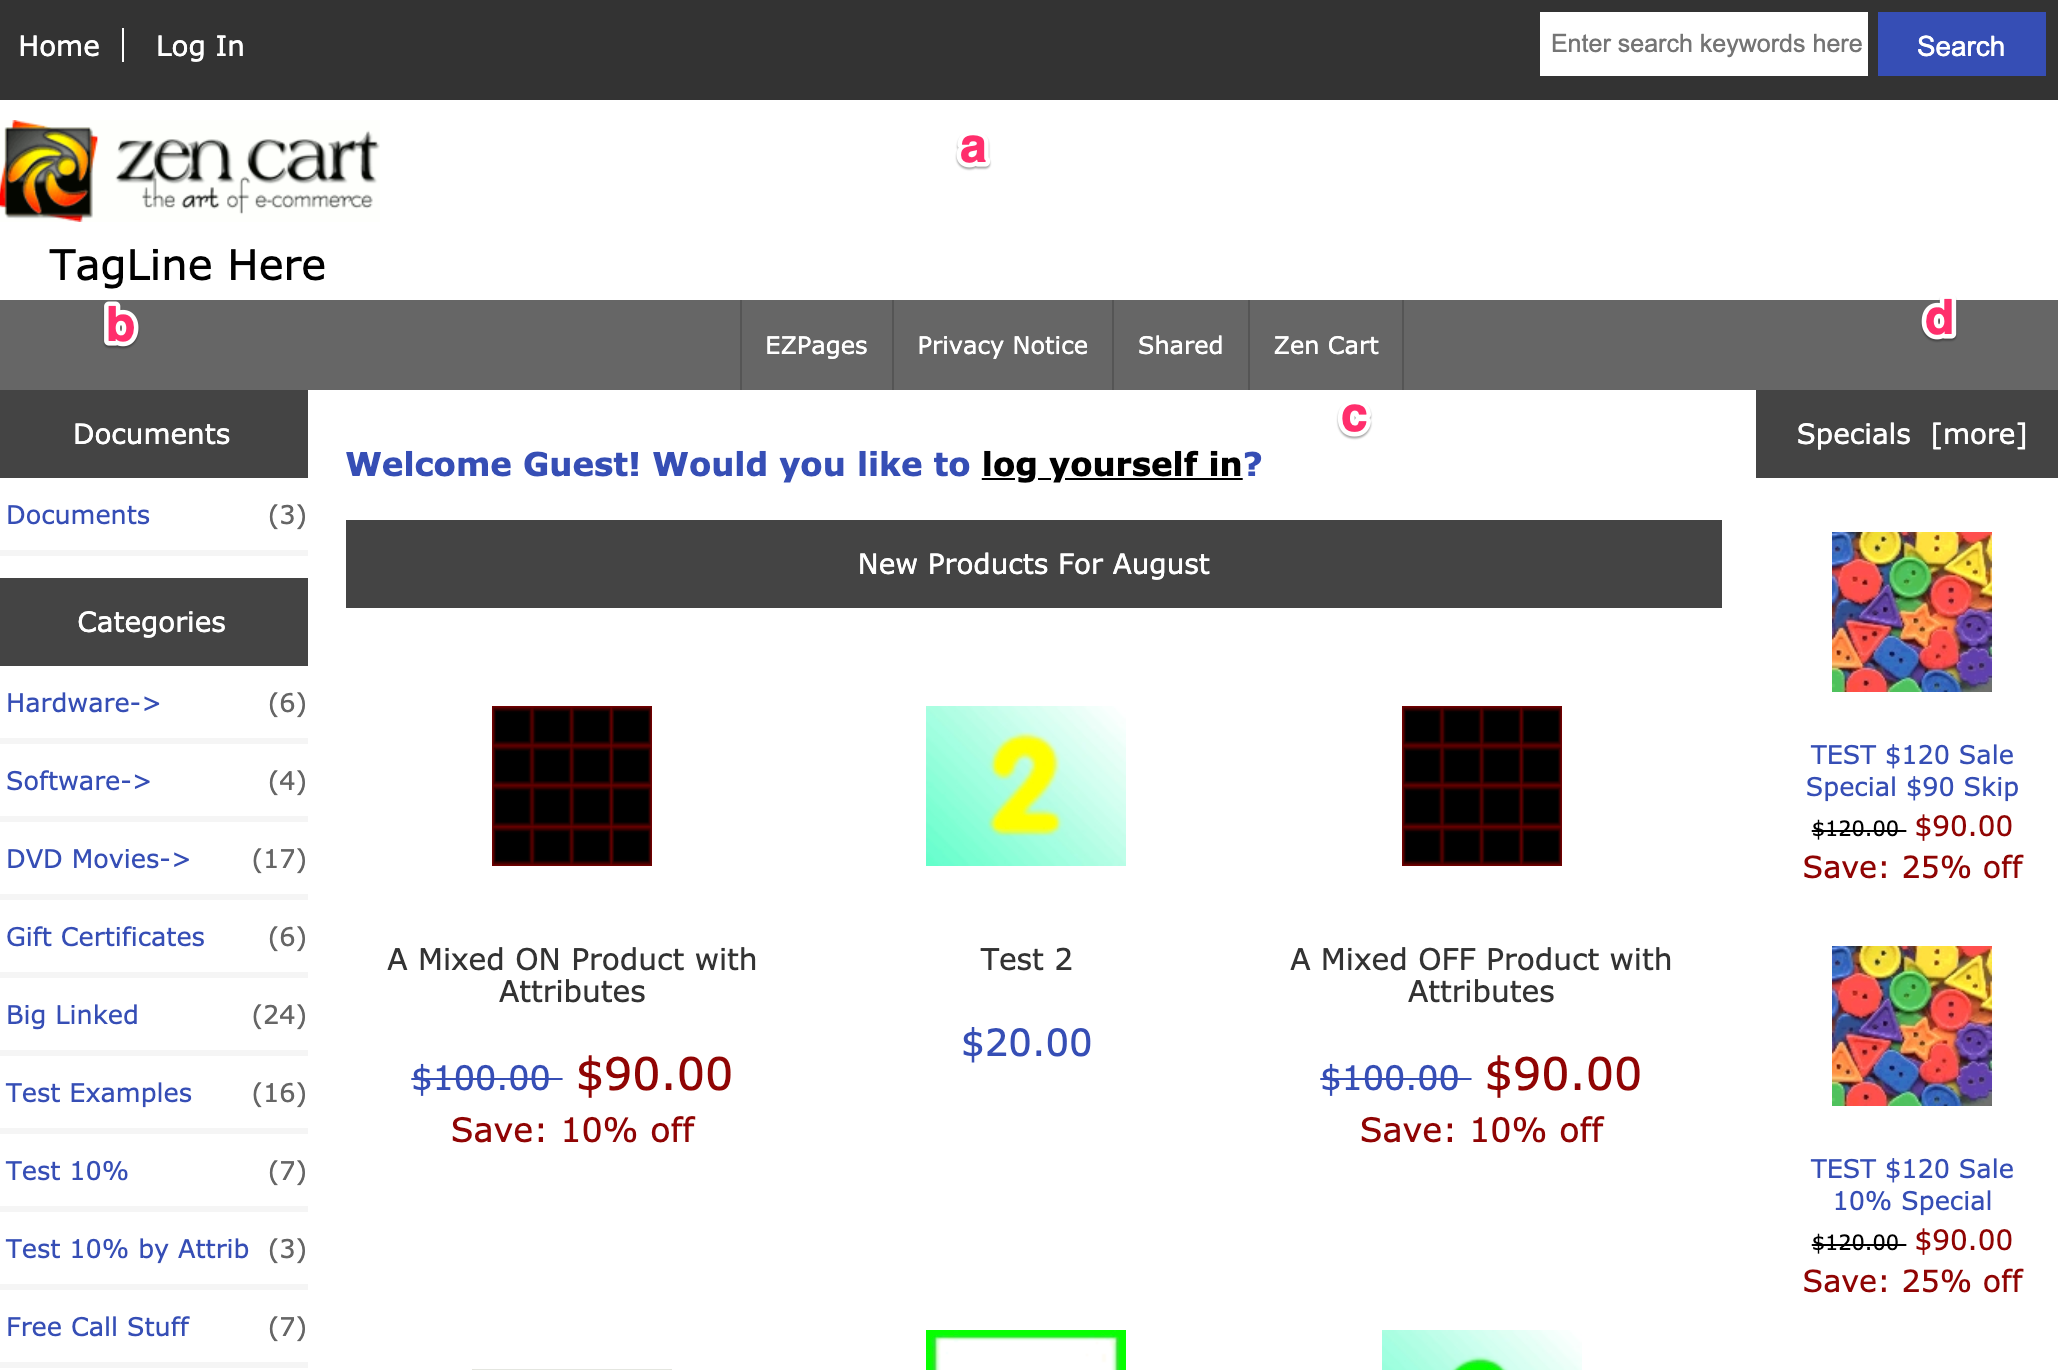 Home
Log In
Enter search keywords here
Search
zen cart
the art of e-commerce
a
TagLine Here
b
d
EZPages
Privacy Notice
Shared
Zen Cart
c
Documents
Documents (3)
Categories
Hardware-> (6)
Software-> (4)
DVD Movies-> (17)
Gift Certificates (6)
Big Linked (24)
Test Examples (16)
Test 10% (7)
Test 10% by Attrib (3)
Free Call Stuff (7)
Welcome Guest! Would you like to log yourself in?
New Products For August
A Mixed ON Product with
Attributes
$100.00 $90.00
Save: 10% off
2
Test 2
$20.00
A Mixed OFF Product with
Attributes
$100.00 $90.00
Save: 10% off
Specials [more]
TEST $120 Sale
Special $90 Skip
$120.00 $90.00
Save: 25% off
TEST $120 Sale
10% Special
$120.00 $90.00
Save: 25% off